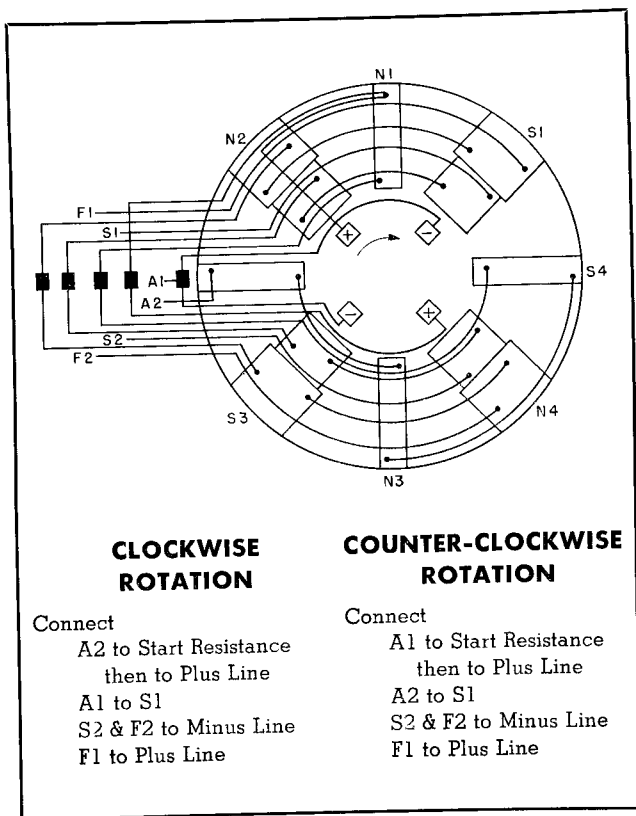 N1
N2
S1
F1
S1
+
-
S4
A1
A2
-
+
S2
F2
S3
N4
N3
CLOCKWISE
ROTATION
Connect
A2 to Start Resistance
then to Plus Line
A1 to S1
S2 & F2 to Minus Line
F1 to Plus Line
COUNTER-CLOCKWISE
ROTATION
Connect
A1 to Start Resistance
then to Plus Line
A2 to S1
S2 & F2 to Minus Line
F1 to Plus Line